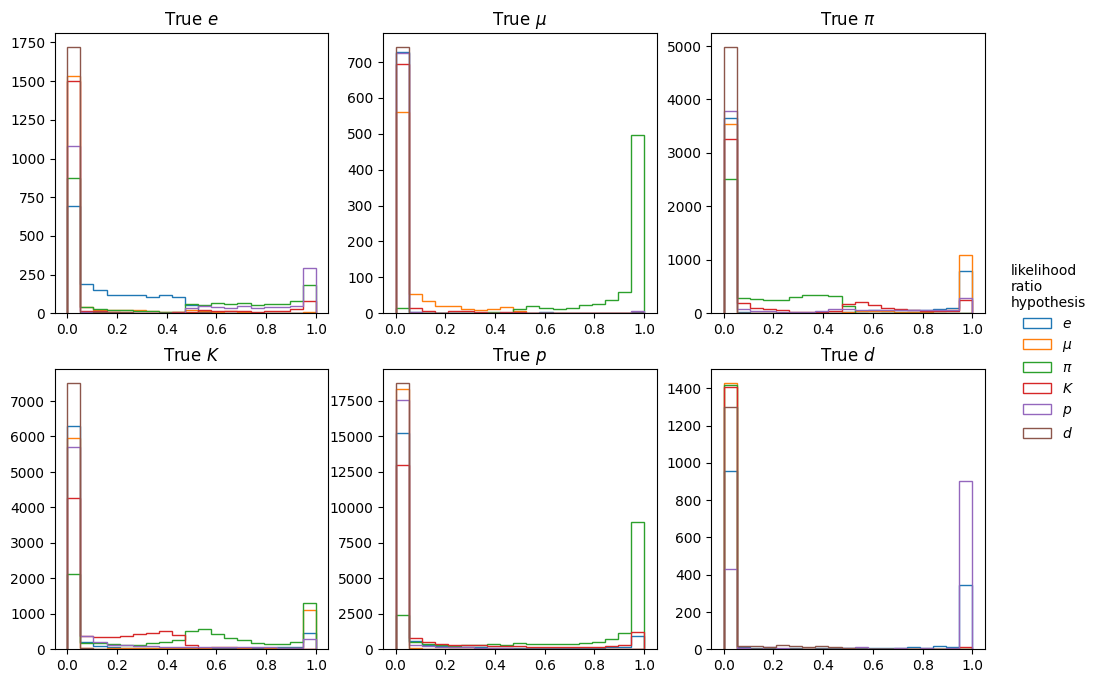 True e
True μ
True π
1750
1500
1250
1000
750
500
250
0
0.0 0.2 0.4 0.6 0.8 1.0
700
600
500
400
300
200
100
0
0.0 0.2 0.4 0.6 0.8 1.0
5000
4000
3000
2000
1000
0
0.0 0.2 0.4 0.6 0.8 1.0
likelihood
ratio
hypothesis
e
μ
π
K
p
d
True K
True p
True d
7000
6000
5000
4000
3000
2000
1000
0
0.0 0.2 0.4 0.6 0.8 1.0
17500
15000
12500
10000
7500
5000
2500
0
0.0 0.2 0.4 0.6 0.8 1.0
1400
1200
1000
800
600
400
200
0
0.0 0.2 0.4 0.6 0.8 1.0